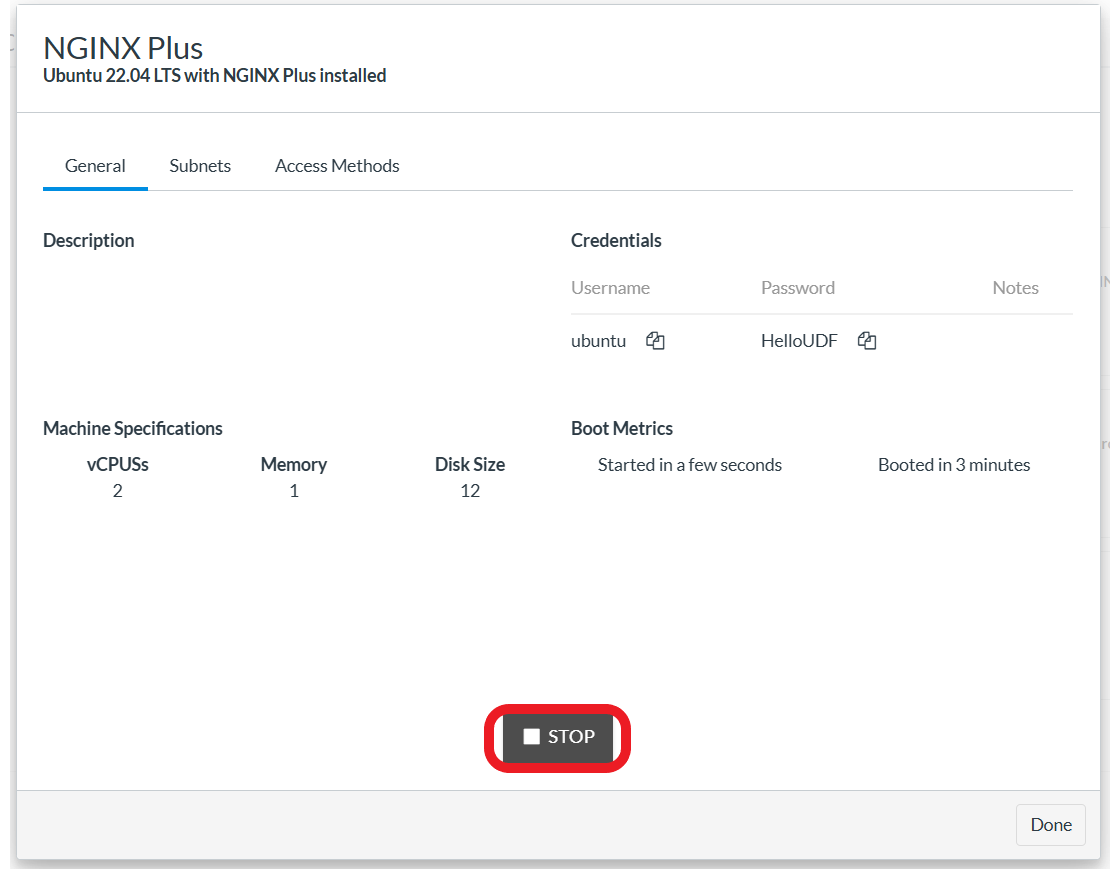 NGINX Plus
Ubuntu 22.04 LTS with NGINX Plus installed
General Subnets Access Methods
Description
Credentials
Username Password Notes
ubuntu HelloUDF
Machine Specifications
vCPUSs Memory Disk Size
2 1 12
Boot Metrics
Started in a few seconds Booted in 3 minutes
STOP
Done